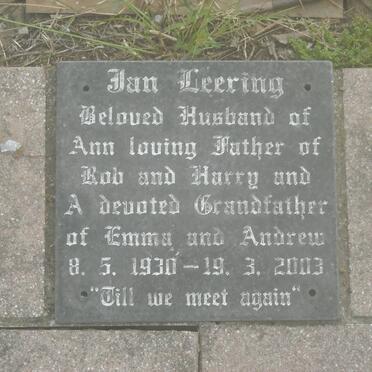 Jan Leering
Beloved Husband of
Ann loving Father of
Rob and Harry and
A devoted Grandfather
of Emma, and Andrew
8. 5. 1930 - 19. 3. 2003
"Till we meet again"